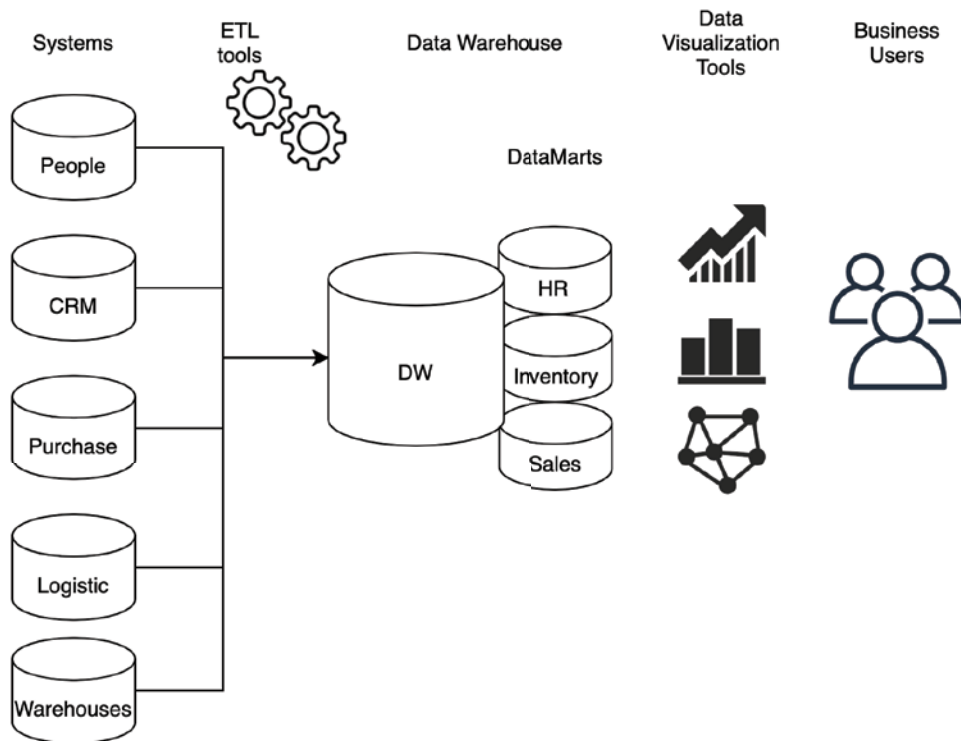 Systems
ETL
tools
Data Warehouse
Data
Visualization
Tools
Business
Users
People
CRM
Purchase
Logistic
Warehouses
DW
DataMarts
HR
Inventory
Sales